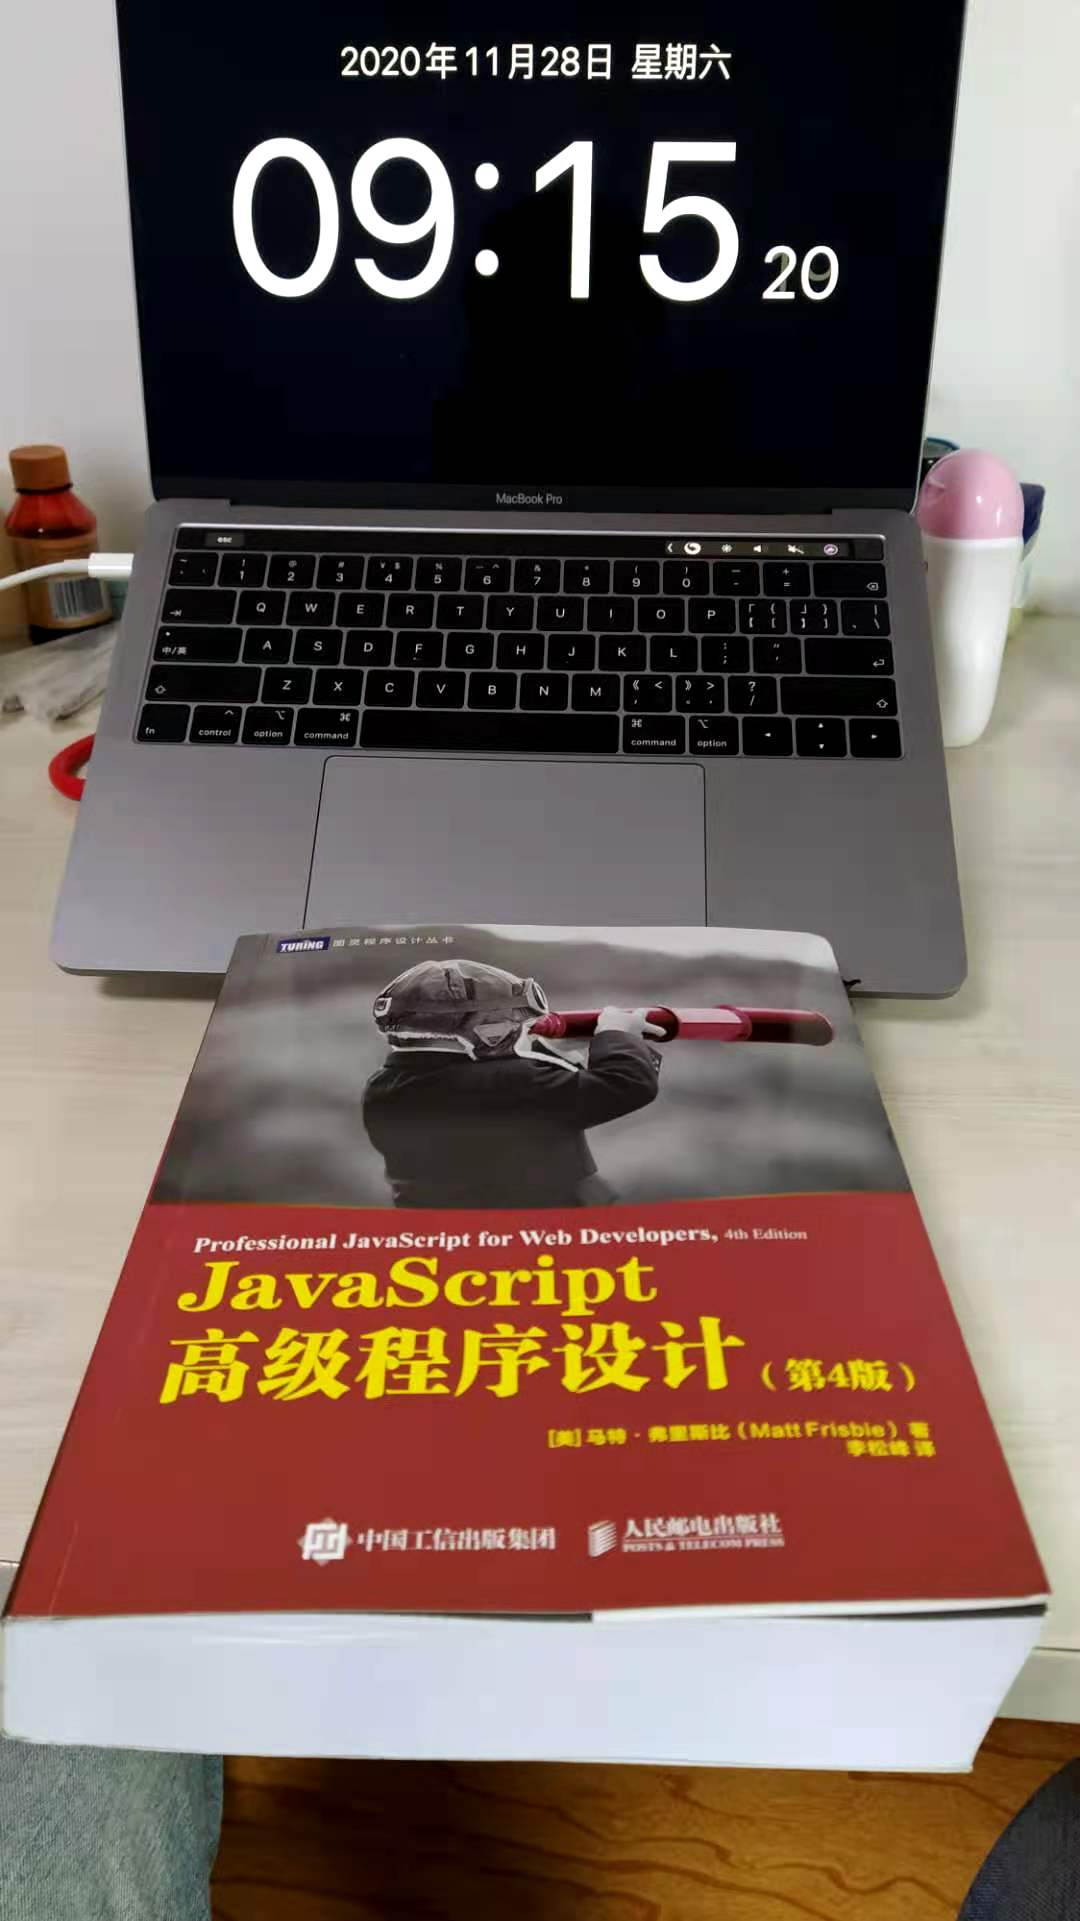 2020年11月28日 星期六
09:15 20
MacBook Pro
esc
~ ` ! 1 @ 2 # 3 ¥ $ 4 % 5 — ^ 6 & 7 * 8 ( 9 ) 0 — - + =
Q W E R T Y U I O P 「 { 【 [ 」 } 】 ] | 、 \
中/英 A S D F G H J K L : ; " '
Z X C V B N M 《 < , 》 > 。 . ? /
fn control option ⌘ command ⌘ command option
TURING 图灵程序设计丛书
Professional JavaScript for Web Developers, 4th Edition
JavaScript
高级程序设计（第4版）
[美] 马特·弗里斯比（Matt Frisbie）著
李松峰 译
中国工信出版集团 人民邮电出版社
POSTS & TELECOM PRESS